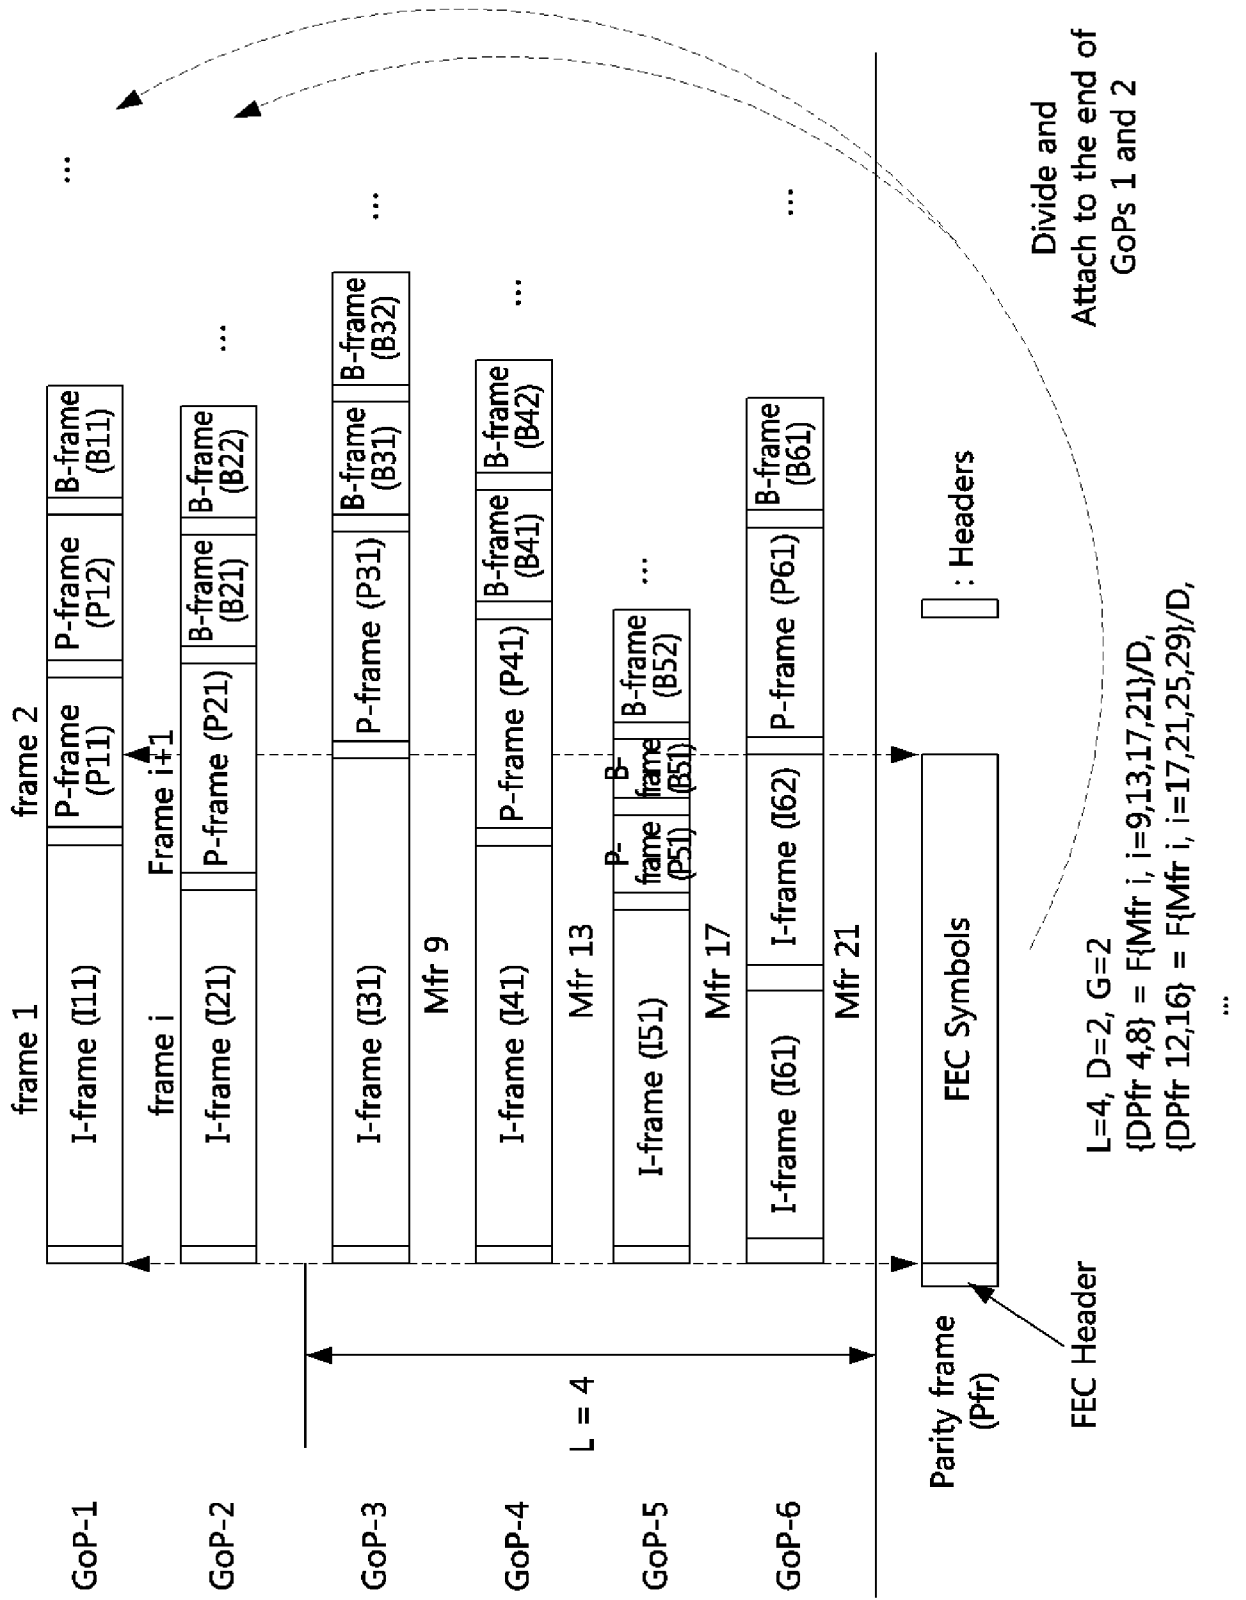 frame 1
frame 2
GoP-1
I-frame (I11)
P-frame
(P11)
P-frame
(P12)
B-frame
(B11)
...
frame i
Frame i+1
GoP-2
I-frame (I21)
P-frame (P21)
B-frame
(B21)
B-frame
(B22)
...
GoP-3
I-frame (I31)
P-frame (P31)
B-frame
(B31)
B-frame
(B32)
...
Mfr 9
GoP-4
I-frame (I41)
P-frame (P41)
B-frame
(B41)
B-frame
(B42)
...
L = 4
Mfr 13
GoP-5
I-frame (I51)
P-
frame
(P51)
B-
frame
(B51)
B-frame
(B52)
...
Mfr 17
GoP-6
I-frame (I61)
I-frame (I62)
P-frame (P61)
B-frame
(B61)
...
Mfr 21
Parity frame
(Pfr)
FEC Symbols
: Headers
FEC Header
Divide and
Attach to the end of
GoPs 1 and 2
L=4, D=2, G=2
{DPfr 4,8} = F{Mfr i, i=9,13,17,21}/D,
{DPfr 12,16} = F{Mfr i, i=17,21,25,29}/D,
...